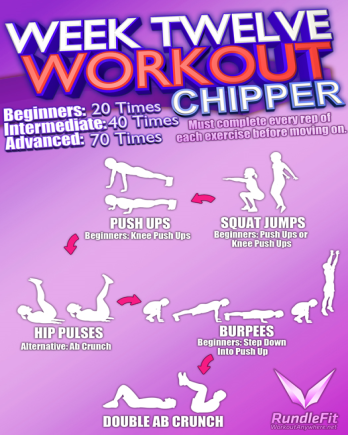 WEEK TWELVE
WORKOUT
CHIPPER
Beginners: 20 Times
Intermediate: 40 Times
Advanced: 70 Times
Must complete every rep of
each exercise before moving on.
PUSH UPS
Beginners: Knee Push Ups
SQUAT JUMPS
Beginners: Push Ups or
Knee Push Ups
HIP PULSES
Alternative: Ab Crunch
BURPEES
Beginners: Step Down
Into Push Up
DOUBLE AB CRUNCH
RundleFit
WorkoutAnywhere.net